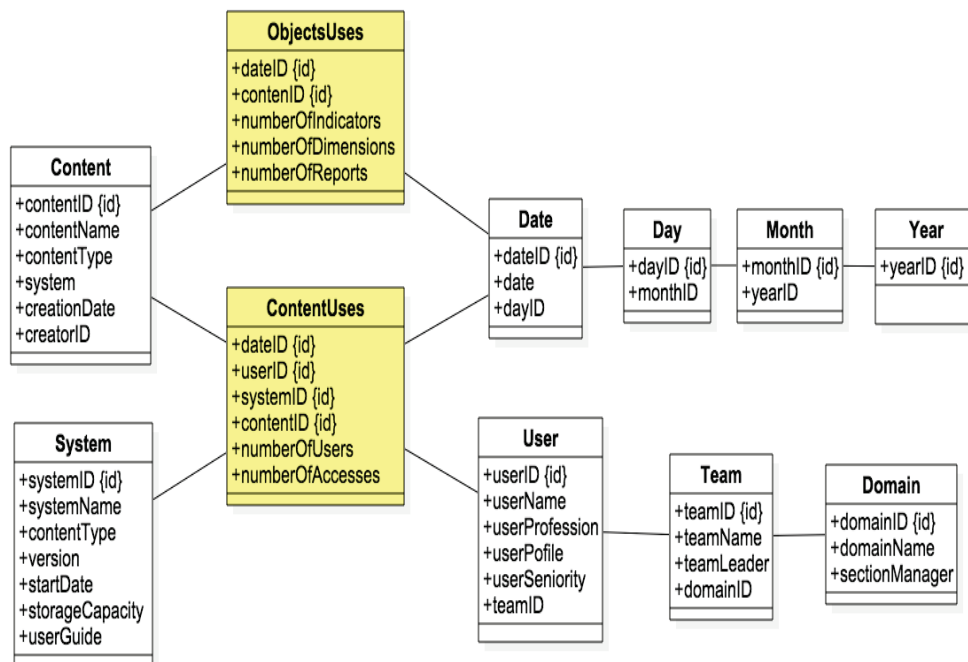 ObjectsUses
+dateID {id}
+contenID {id}
+numberOfIndicators
+numberOfDimensions
+numberOfReports
Content
+contentID {id}
+contentName
+contentType
+system
+creationDate
+creatorID
Date
+dateID {id}
+date
+dayID
Day
+dayID {id}
+monthID
Month
+monthID {id}
+yearID
Year
+yearID {id}
ContentUses
+dateID {id}
+userID {id}
+systemID {id}
+contentID {id}
+numberOfUsers
+numberOfAccesses
System
+systemID {id}
+systemName
+contentType
+version
+startDate
+storageCapacity
+userGuide
User
+userID {id}
+userName
+userProfession
+userPofile
+userSeniority
+teamID
Team
+teamID {id}
+teamName
+teamLeader
+domainID
Domain
+domainID {id}
+domainName
+sectionManager